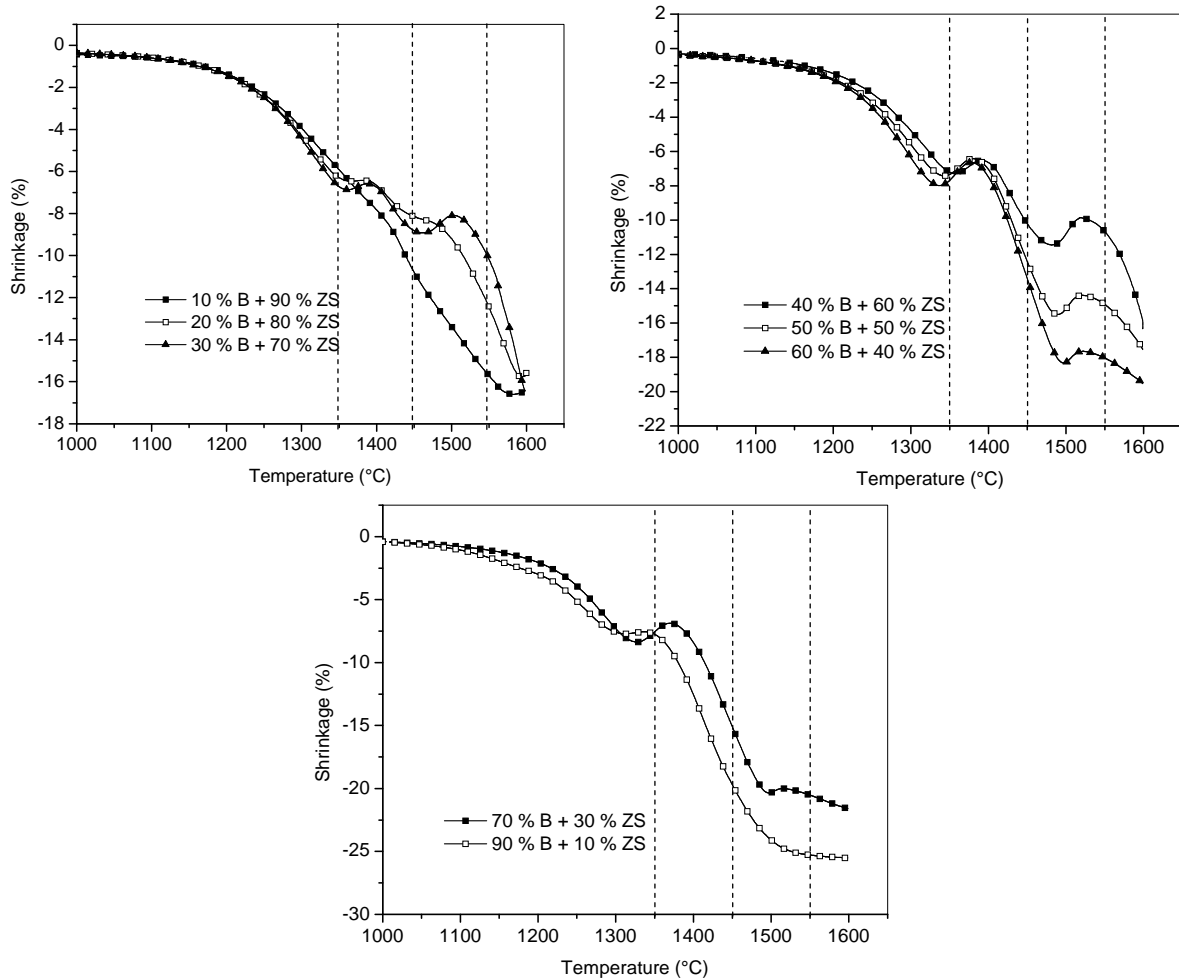 0
-2
-4
-6
-8
-10
-12
-14
-16
-18
Shrinkage (%)
10 % B + 90 % ZS
20 % B + 80 % ZS
30 % B + 70 % ZS
1000 1100 1200 1300 1400 1500 1600
Temperature (°C)
2
0
-2
-4
-6
-8
-10
-12
-14
-16
-18
-20
-22
Shrinkage (%)
40 % B + 60 % ZS
50 % B + 50 % ZS
60 % B + 40 % ZS
1000 1100 1200 1300 1400 1500 1600
Temperature (°C)
0
-5
-10
-15
-20
-25
-30
Shrinkage (%)
70 % B + 30 % ZS
90 % B + 10 % ZS
1000 1100 1200 1300 1400 1500 1600
Temperature (°C)